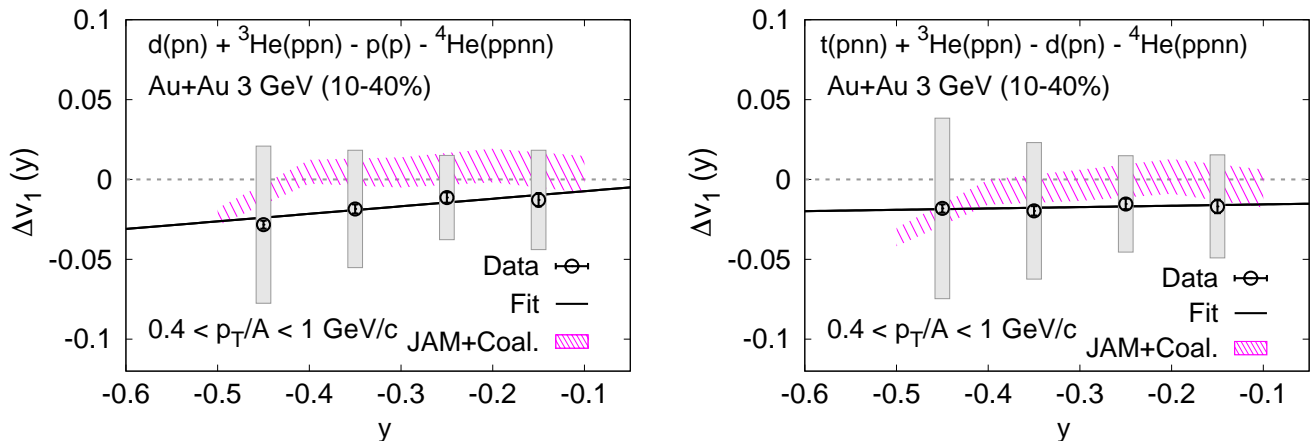 d(pn) + ³He(ppn) - p(p) - ⁴He(ppnn)
Au+Au 3 GeV (10-40%)
Data
Fit
JAM+Coal.
0.4 < p_T/A < 1 GeV/c
Δv₁ (y)
0.1
0.05
0
-0.05
-0.1
-0.6 -0.5 -0.4 -0.3 -0.2 -0.1
y
t(pnn) + ³He(ppn) - d(pn) - ⁴He(ppnn)
Au+Au 3 GeV (10-40%)
Data
Fit
JAM+Coal.
0.4 < p_T/A < 1 GeV/c
Δv₁ (y)
0.1
0.05
0
-0.05
-0.1
-0.6 -0.5 -0.4 -0.3 -0.2 -0.1
y